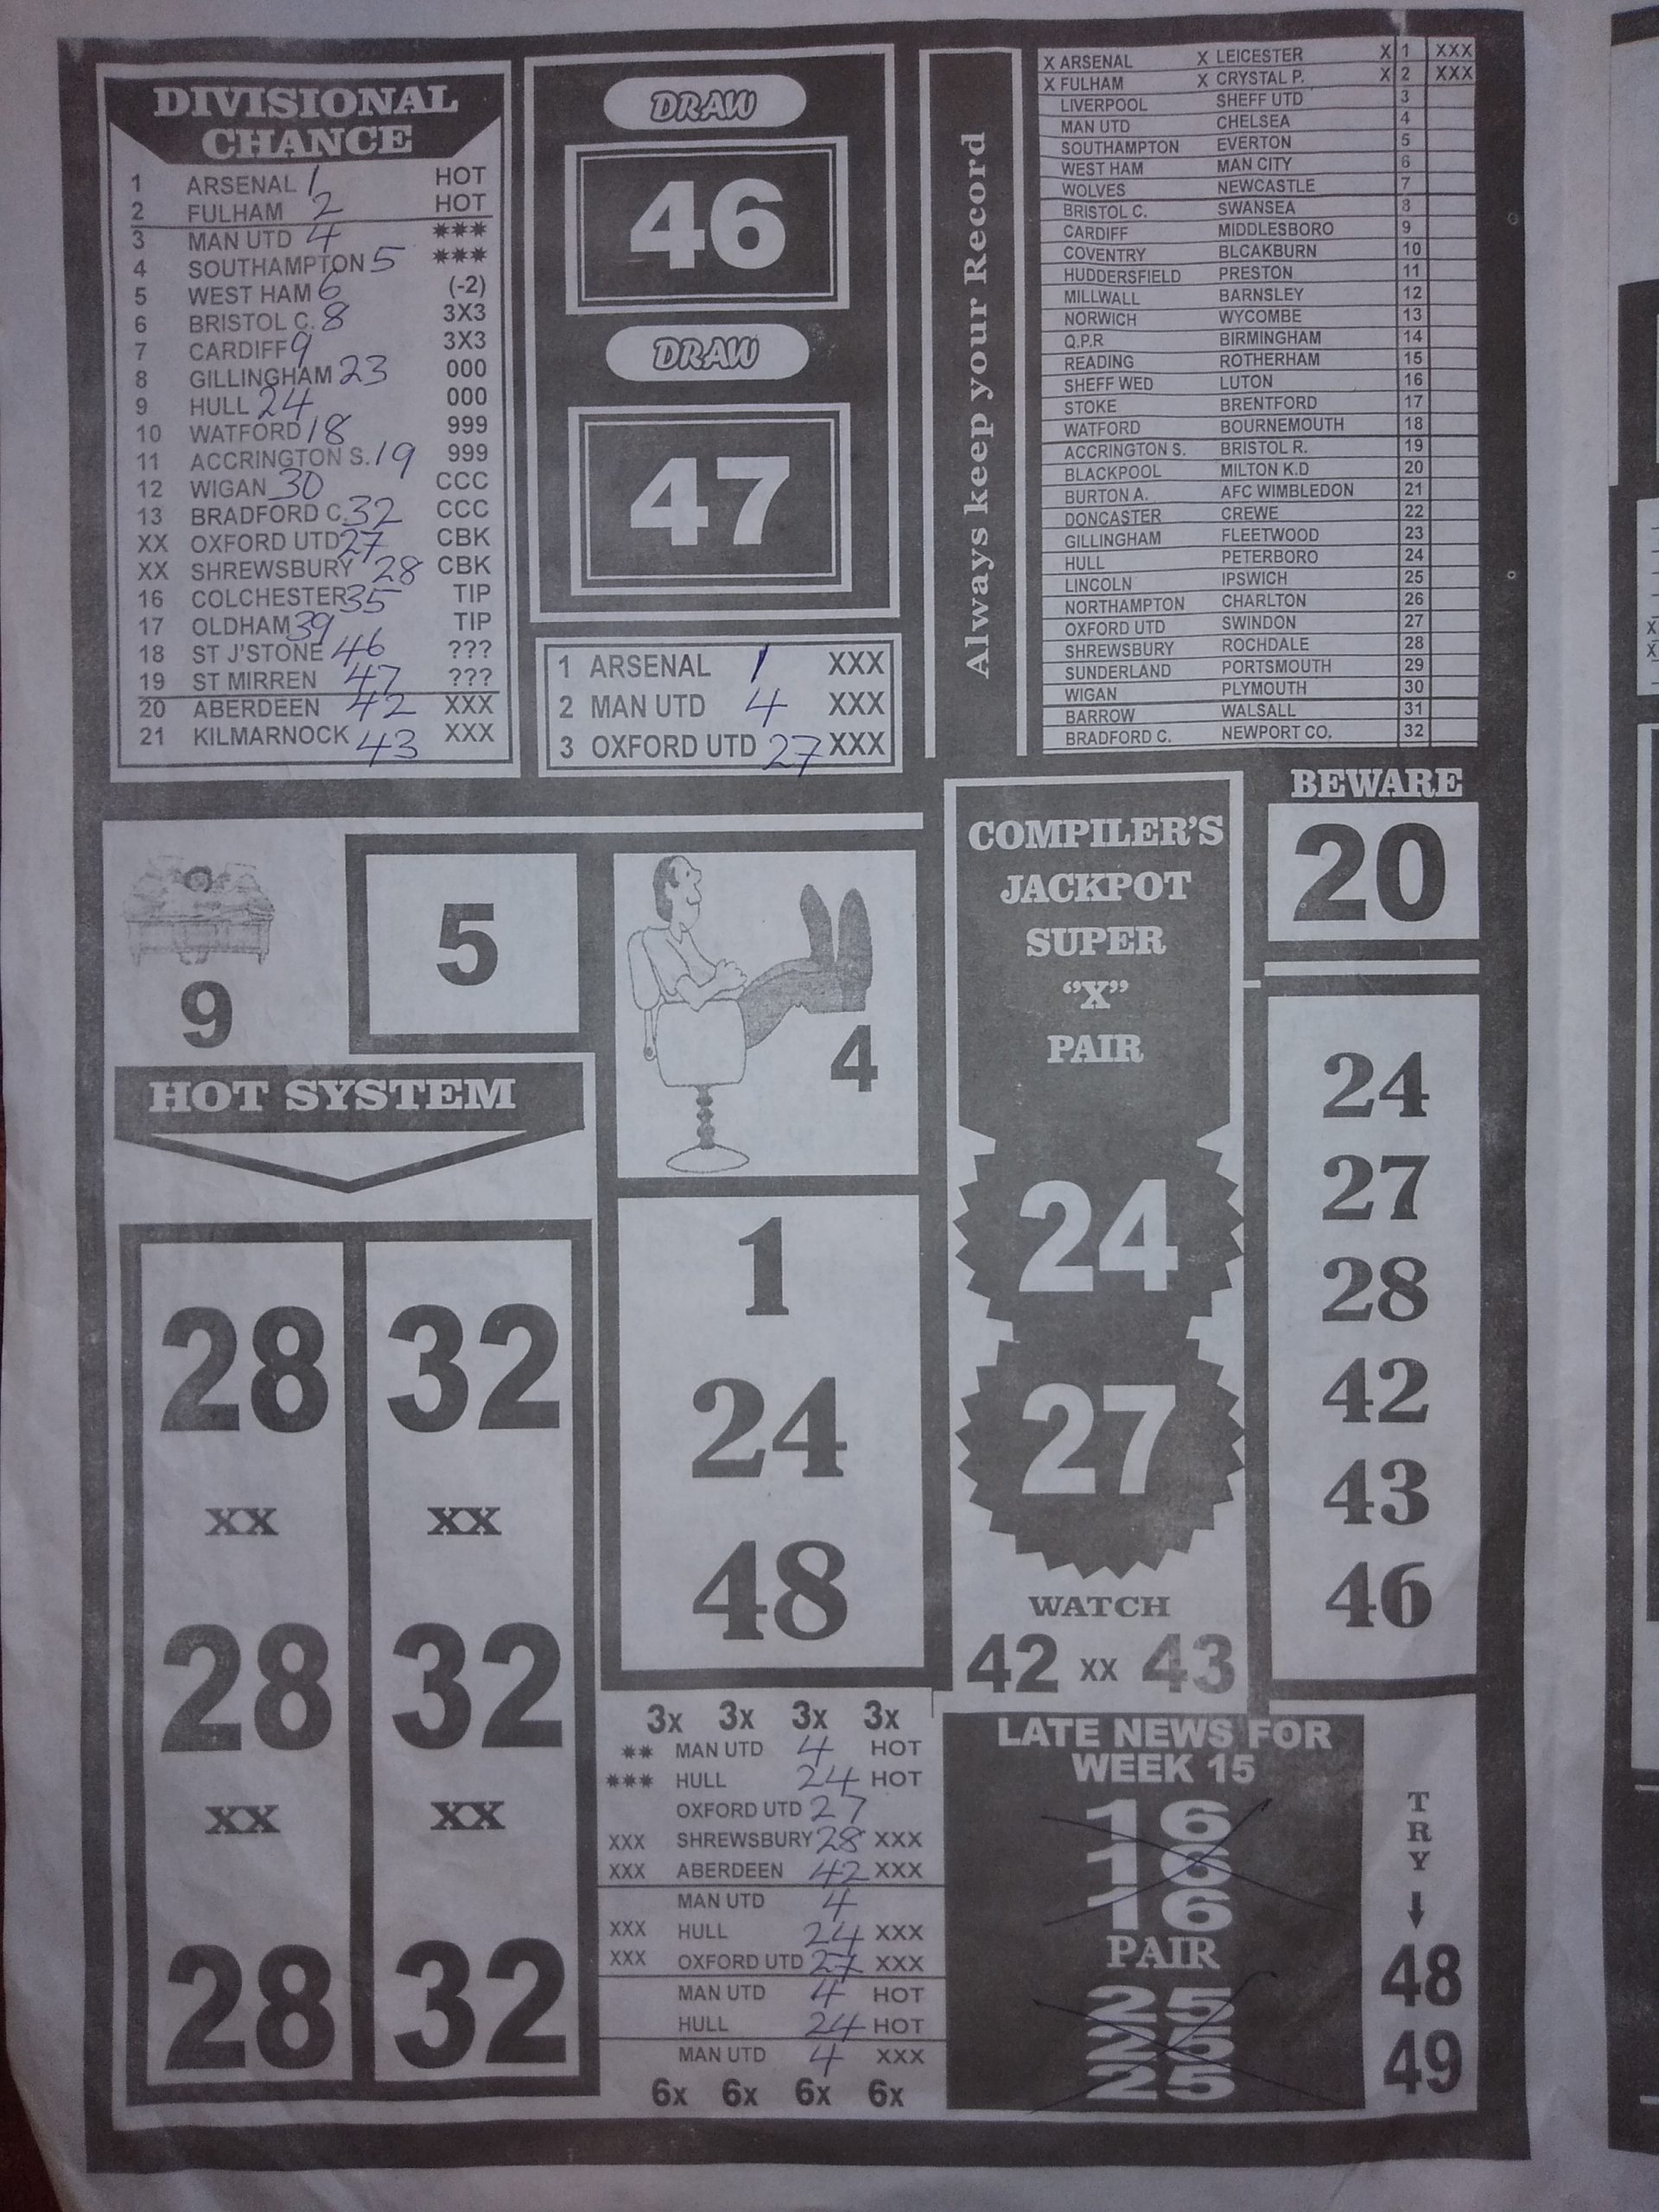 DIVISIONAL
CHANCE
1 ARSENAL 1 HOT
2 FULHAM 2 HOT
3 MAN UTD 4 ***
4 SOUTHAMPTON 5 ***
5 WEST HAM 6 (-2)
6 BRISTOL C. 8 3X3
7 CARDIFF 9 3X3
8 GILLINGHAM 23 000
9 HULL 24 000
10 WATFORD 18 999
11 ACCRINGTON S. 19 999
12 WIGAN 30 CCC
13 BRADFORD C. 32 CCC
XX OXFORD UTD 27 CBK
XX SHREWSBURY 28 CBK
16 COLCHESTER 35 TIP
17 OLDHAM 39 TIP
18 ST J'STONE 46 ???
19 ST MIRREN 47 ???
20 ABERDEEN 42 XXX
21 KILMARNOCK 43 XXX
DRAW
46
DRAW
47
1 ARSENAL 1 XXX
2 MAN UTD 4 XXX
3 OXFORD UTD 27 XXX
Always keep your Record
X ARSENAL X LEICESTER X 1 XXX
X FULHAM X CRYSTAL P. X 2 XXX
LIVERPOOL SHEFF UTD 3
MAN UTD CHELSEA 4
SOUTHAMPTON EVERTON 5
WEST HAM MAN CITY 6
WOLVES NEWCASTLE 7
BRISTOL C. SWANSEA 8
CARDIFF MIDDLESBORO 9
COVENTRY BLCAKBURN 10
HUDDERSFIELD PRESTON 11
MILLWALL BARNSLEY 12
NORWICH WYCOMBE 13
Q.P.R BIRMINGHAM 14
READING ROTHERHAM 15
SHEFF WED LUTON 16
STOKE BRENTFORD 17
WATFORD BOURNEMOUTH 18
ACCRINGTON S. BRISTOL R. 19
BLACKPOOL MILTON K.D 20
BURTON A. AFC WIMBLEDON 21
DONCASTER CREWE 22
GILLINGHAM FLEETWOOD 23
HULL PETERBORO 24
LINCOLN IPSWICH 25
NORTHAMPTON CHARLTON 26
OXFORD UTD SWINDON 27
SHREWSBURY ROCHDALE 28
SUNDERLAND PORTSMOUTH 29
WIGAN PLYMOUTH 30
BARROW WALSALL 31
BRADFORD C. NEWPORT CO. 32
9
5
4
HOT SYSTEM
28 32
XX XX
28 32
XX XX
28 32
1
24
48
COMPILER'S
JACKPOT
SUPER
"X"
PAIR
24
27
WATCH
42 XX 43
BEWARE
20
24
27
28
42
43
46
3x 3x 3x 3x
** MAN UTD 4 HOT
*** HULL 24 HOT
OXFORD UTD 27
XXX SHREWSBURY 28 XXX
XXX ABERDEEN 42 XXX
MAN UTD 4
XXX HULL 24 XXX
XXX OXFORD UTD 27 XXX
MAN UTD 4 HOT
HULL 24 HOT
MAN UTD 4 XXX
6x 6x 6x 6x
LATE NEWS FOR
WEEK 15
16
16
16
PAIR
25
25
25
T
R
Y
48
49
X
X